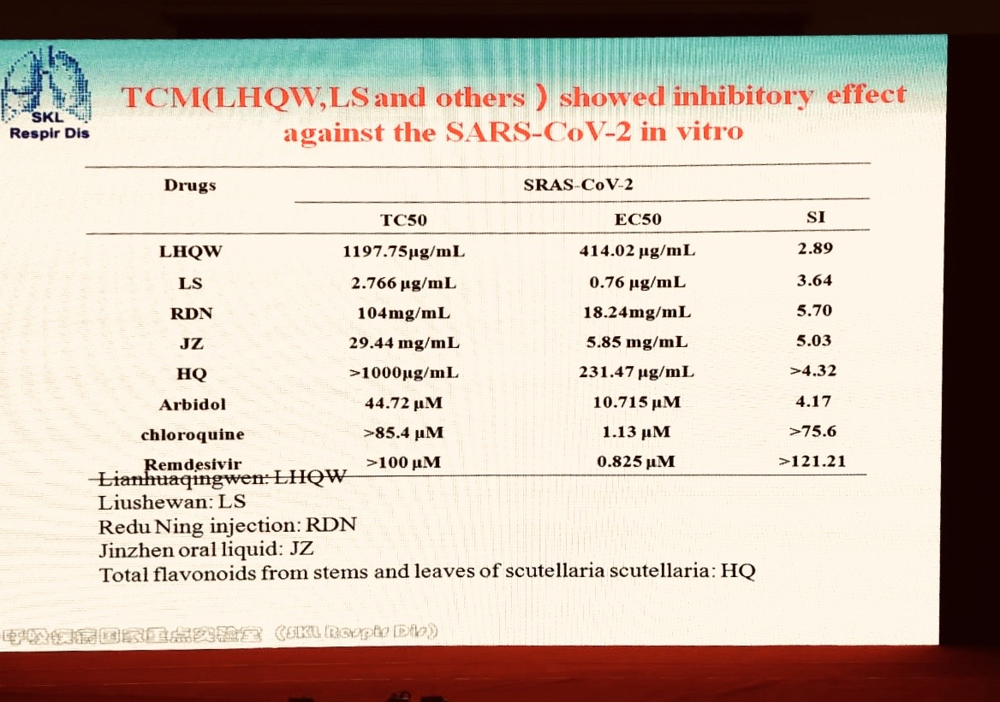 SKL
Respir Dis
TCM(LHQW,LS and others ) showed inhibitory effect
against the SARS-CoV-2 in vitro
Drugs SRAS-CoV-2
TC50 EC50 SI
LHQW 1197.75μg/mL 414.02 μg/mL 2.89
LS 2.766 μg/mL 0.76 μg/mL 3.64
RDN 104mg/mL 18.24mg/mL 5.70
JZ 29.44 mg/mL 5.85 mg/mL 5.03
HQ >1000μg/mL 231.47 μg/mL >4.32
Arbidol 44.72 μM 10.715 μM 4.17
chloroquine >85.4 μM 1.13 μM >75.6
Remdesivir >100 μM 0.825 μM >121.21
Lianhuaqingwen: LHQW
Liushewan: LS
Redu Ning injection: RDN
Jinzhen oral liquid: JZ
Total flavonoids from stems and leaves of scutellaria scutellaria: HQ
(SKL Respir Dis)